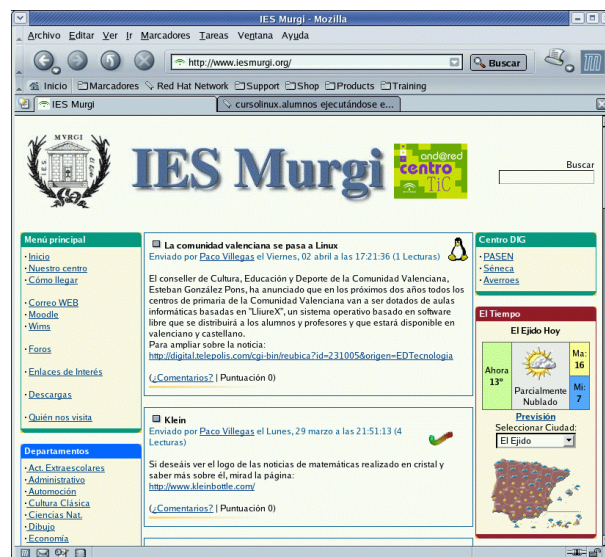 IES Murgi - Mozilla
Archivo Editar Ver Ir Marcadores Tareas Ventana Ayuda
http://www.iesmurgi.org/
Buscar
Inicio Marcadores Red Hat Network Support Shop Products Training
IES Murgi
cursolinux.alumnos ejecutándose e...
MVRGI
IES Murgi
and@red
centro
TiC
Buscar
Menú principal
· Inicio
· Nuestro centro
· Cómo llegar
· Correo WEB
· Moodle
· Wims
· Foros
· Enlaces de Interés
· Descargas
· Quién nos visita
Departamentos
· Act. Extraescolares
· Administrativo
· Automoción
· Cultura Clásica
· Ciencias Nat.
· Dibujo
· Economía
La comunidad valenciana se pasa a Linux
Enviado por Paco Villegas el Viernes, 02 abril a las 17:21:36 (1 Lecturas)
El conseller de Cultura, Educación y Deporte de la Comunidad Valenciana,
Esteban González Pons, ha anunciado que en los próximos dos años todos los
centros de primaria de la Comunidad Valenciana van a ser dotados de aulas
informáticas basadas en "LliureX", un sistema operativo basado en software
libre que se distribuirá a los alumnos y profesores y que estará disponible en
valenciano y castellano.
Para ampliar sobre la noticia:
http://digital.telepolis.com/cgi-bin/reubica?id=231005&origen=EDTecnologia
(¿Comentarios? | Puntuación 0)
Klein
Enviado por Paco Villegas el Lunes, 29 marzo a las 21:51:13 (4
Lecturas)
Si deseáis ver el logo de las noticias de matemáticas realizado en cristal y
saber más sobre él, mirad la página:
http://www.kleinbottle.com/
(¿Comentarios? | Puntuación 0)
Centro DIG
· PASEN
· Séneca
· Averroes
El Tiempo
El Ejido Hoy
Ahora
13º
Parcialmente
Nublado
Ma:
16
Mi:
7
Previsión
Seleccionar Ciudad:
El Ejido